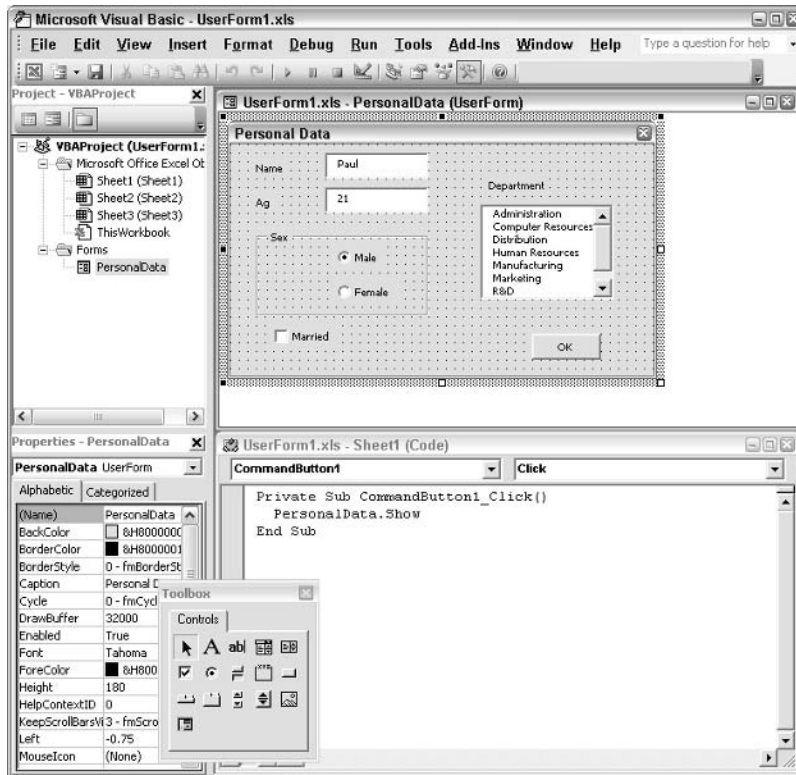 Microsoft Visual Basic - UserForm1.xls
File Edit View Insert Format Debug Run Tools Add-Ins Window Help Type a question for help
Project - VBAProject
VBAProject (UserForm1.:
Microsoft Office Excel Ot
Sheet1 (Sheet1)
Sheet2 (Sheet2)
Sheet3 (Sheet3)
ThisWorkbook
Forms
PersonalData
UserForm1.xls - PersonalData (UserForm)
Personal Data
Name Paul
Ag 21
Sex
Male
Female
Married
Department
Administration
Computer Resources
Distribution
Human Resources
Manufacturing
Marketing
R&D
OK
Properties - PersonalData
PersonalData UserForm
Alphabetic Categorized
(Name) PersonalData
BackColor &H8000000
BorderColor &H8000001
BorderStyle 0 - fmBorderSt
Caption Personal D
Cycle 0 - fmCycl
DrawBuffer 32000
Enabled True
Font Tahoma
ForeColor &H800
Height 180
HelpContextID 0
KeepScrollBarsVi 3 - fmScro
Left -0.75
MouseIcon (None)
Toolbox
Controls
A abl
UserForm1.xls - Sheet1 (Code)
CommandButton1 Click
Private Sub CommandButton1_Click()
PersonalData.Show
End Sub